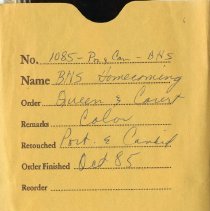 No. 1085- Por & Can - BHS
Name BHS Homecoming
Order Queen & Court
Remarks Color
Retouched Port. & Candid
Order Finished Oct 85
Reorder